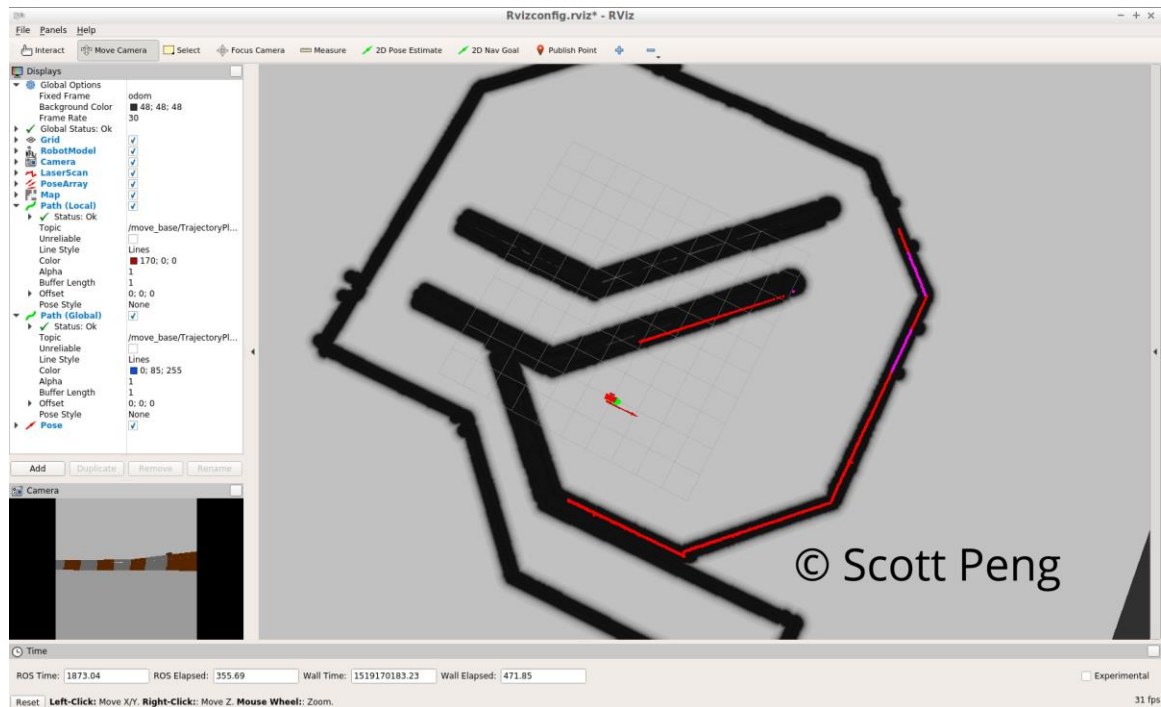 Rvizconfig.rviz* - RViz
File Panels Help
Interact Move Camera Select Focus Camera Measure 2D Pose Estimate 2D Nav Goal Publish Point
Displays
Global Options
Fixed Frame odom
Background Color 48; 48; 48
Frame Rate 30
Global Status: Ok
Grid
RobotModel
Camera
LaserScan
PoseArray
Map
Path (Local)
Status: Ok
Topic /move_base/TrajectoryPl...
Unreliable
Line Style Lines
Color 170; 0; 0
Alpha 1
Buffer Length 1
Offset 0; 0; 0
Pose Style None
Path (Global)
Status: Ok
Topic /move_base/TrajectoryPl...
Unreliable
Line Style Lines
Color 0; 85; 255
Alpha 1
Buffer Length 1
Offset 0; 0; 0
Pose Style None
Pose
Add Duplicate Remove Rename
Camera
© Scott Peng
Time
ROS Time: 1873.04 ROS Elapsed: 355.69 Wall Time: 1519170183.23 Wall Elapsed: 471.85 Experimental
Reset Left-Click: Move X/Y. Right-Click:: Move Z. Mouse Wheel:: Zoom. 31 fps